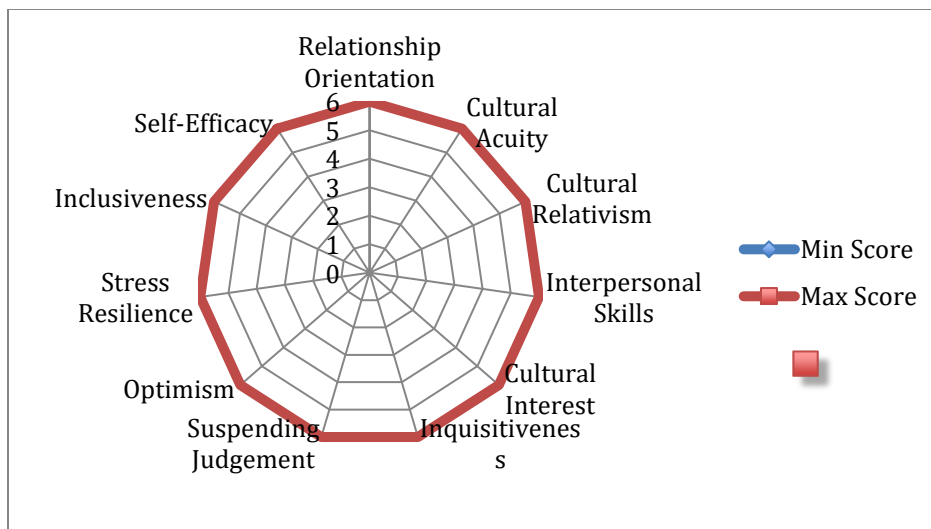 Relationship
Orientation
Cultural
Acuity
Cultural
Relativism
Interpersonal
Skills
Cultural
Interest
Inquisitivenes
s
Suspending
Judgement
Optimism
Stress
Resilience
Inclusiveness
Self-Efficacy
6
5
4
3
2
1
0
Min Score
Max Score